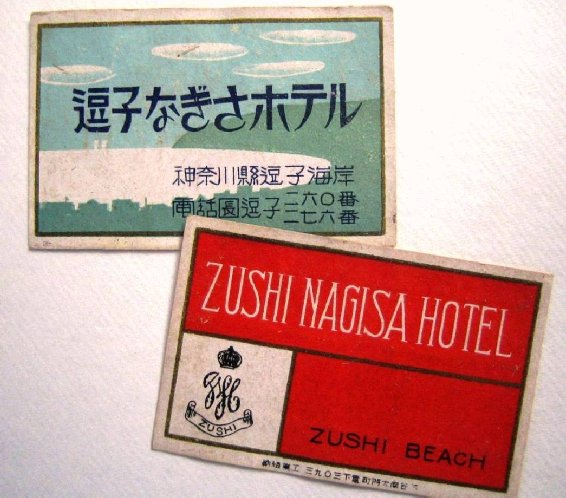 逗子なぎさホテル
神奈川縣逗子海岸
電話圓逗子二六〇番
二七六番
ZUSHI NAGISA HOTEL
ZUSHI
ZUSHI BEACH